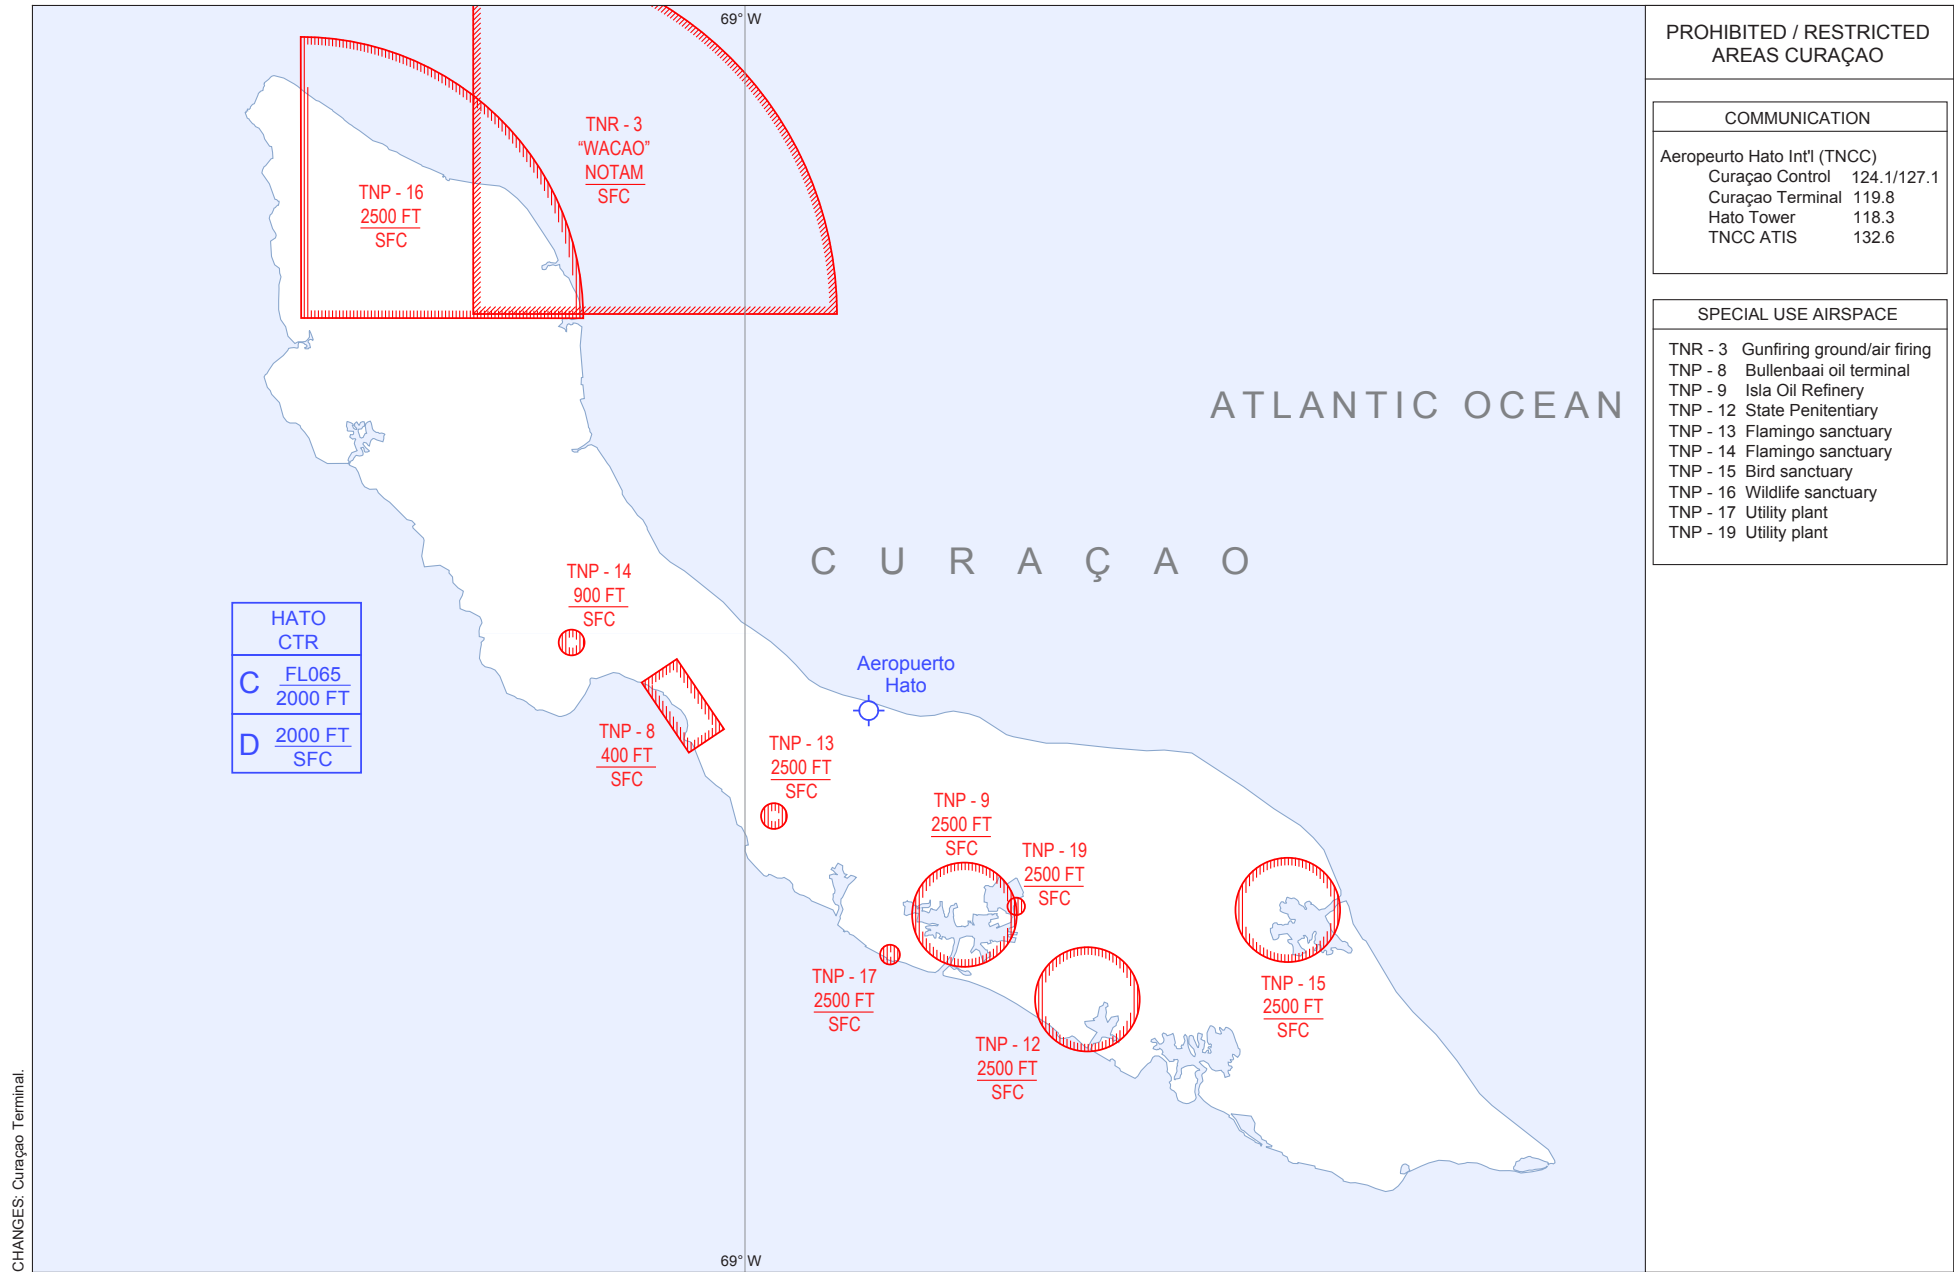 69° W
TNR - 3
“WACAO”
NOTAM
SFC
TNP - 16
2500 FT
SFC
ATLANTIC OCEAN
CURAÇAO
TNP - 14
900 FT
SFC
HATO
CTR
C FL065
2000 FT
D 2000 FT
SFC
Aeropuerto
Hato
TNP - 8
400 FT
SFC
TNP - 13
2500 FT
SFC
TNP - 9
2500 FT
SFC
TNP - 19
2500 FT
SFC
TNP - 17
2500 FT
SFC
TNP - 12
2500 FT
SFC
TNP - 15
2500 FT
SFC
69° W
CHANGES: Curaçao Terminal.
PROHIBITED / RESTRICTED
AREAS CURAÇAO
COMMUNICATION
Aeropeurto Hato Int'l (TNCC)
Curaçao Control 124.1/127.1
Curaçao Terminal 119.8
Hato Tower 118.3
TNCC ATIS 132.6
SPECIAL USE AIRSPACE
TNR - 3 Gunfiring ground/air firing
TNP - 8 Bullenbaai oil terminal
TNP - 9 Isla Oil Refinery
TNP - 12 State Penitentiary
TNP - 13 Flamingo sanctuary
TNP - 14 Flamingo sanctuary
TNP - 15 Bird sanctuary
TNP - 16 Wildlife sanctuary
TNP - 17 Utility plant
TNP - 19 Utility plant